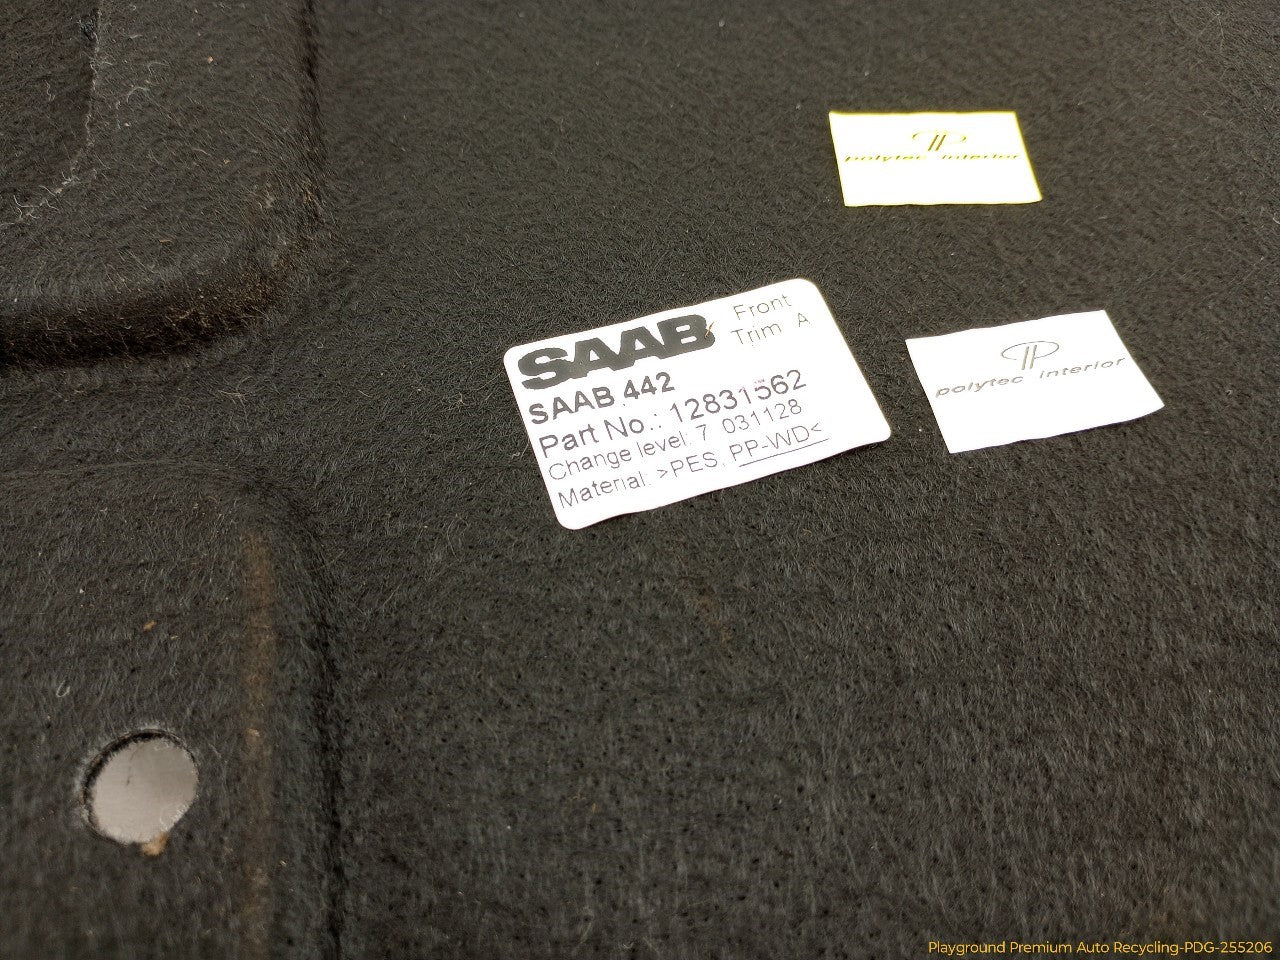 polytec interior
SAAB
Front
Trim A
SAAB 442
Part No.: 12831562
Change level: 7 031128
Material: >PES, PP-WD<
polytec interior
Playground Premium Auto Recycling-PDG-255206